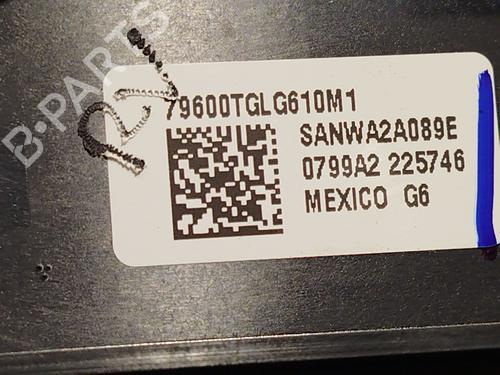 B-PARTS
79600TGLG610M1
SANWA2A089E
0799A2 225746
MEXICO G6